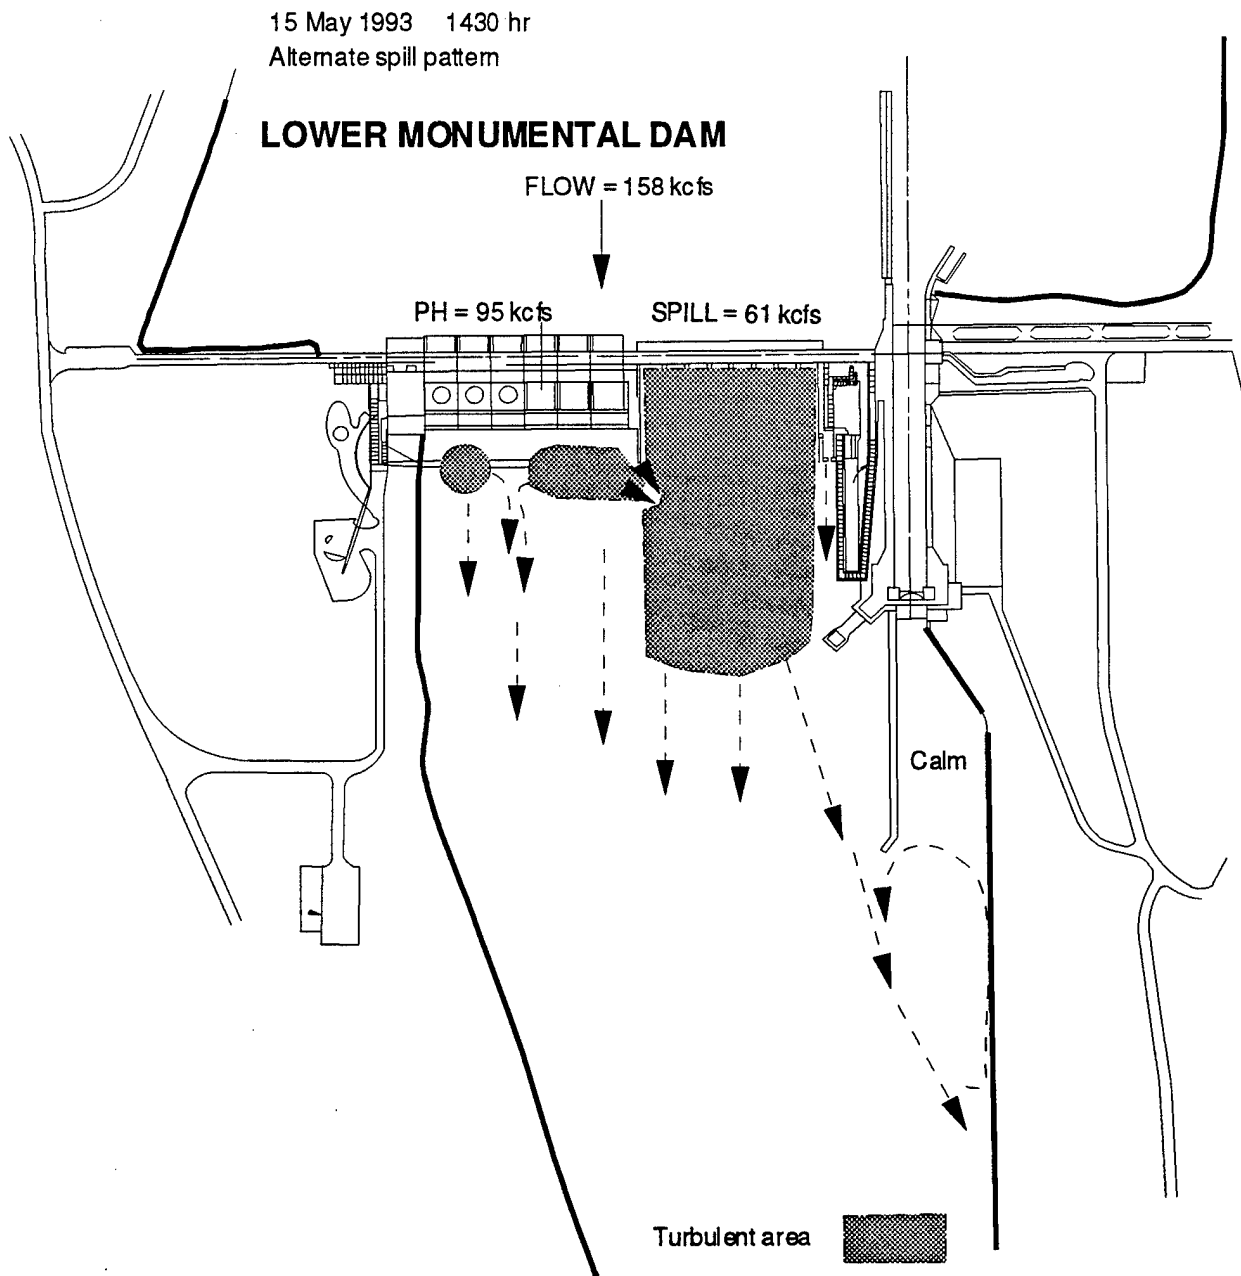 15 May 1993 1430 hr
Alternate spill pattern
LOWER MONUMENTAL DAM
FLOW = 158 kcfs
PH = 95 kcfs
SPILL = 61 kcfs
Calm
Turbulent area